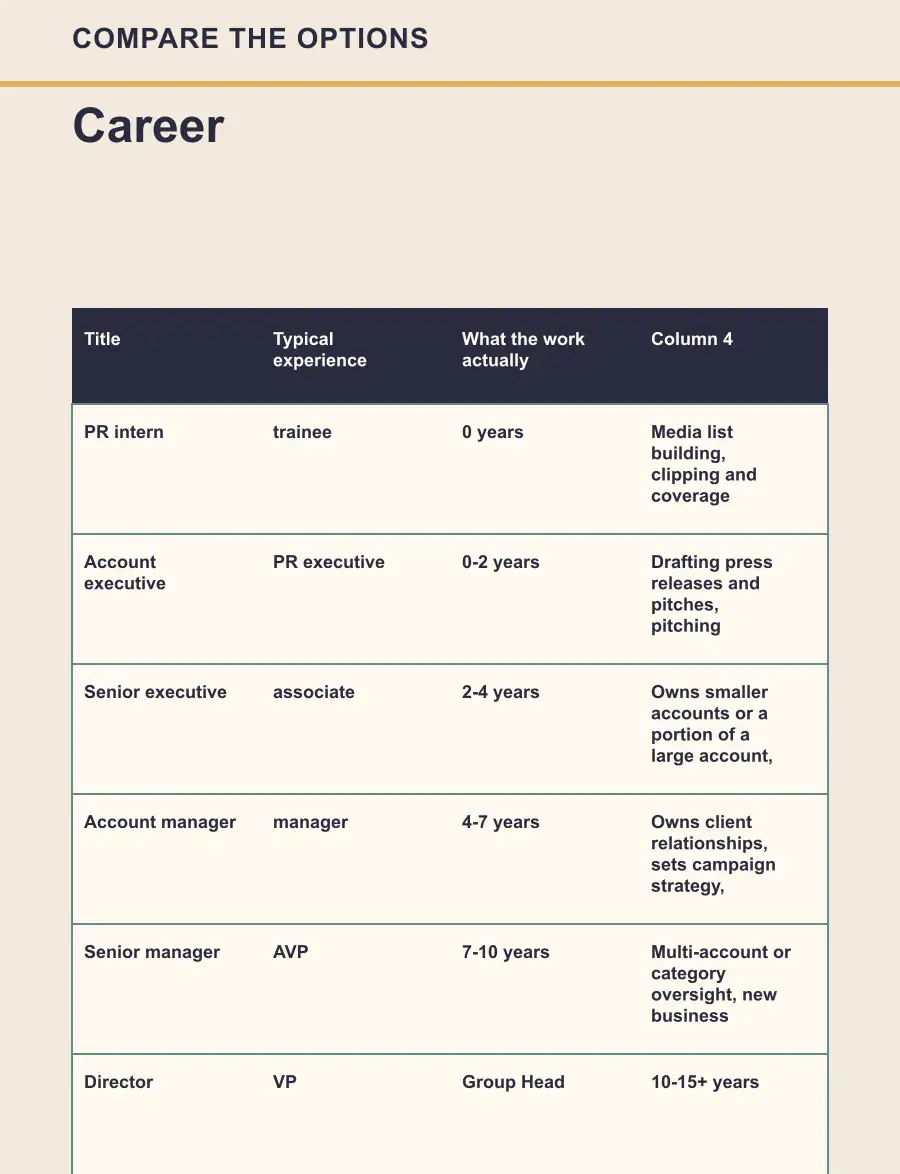 COMPARE THE OPTIONS
Career
Title
Typical
experience
What the work
actually
Column 4
PR intern
trainee
0 years
Media list
building,
clipping and
coverage
Account
executive
PR executive
0-2 years
Drafting press
releases and
pitches,
pitching
Senior executive
associate
2-4 years
Owns smaller
accounts or a
portion of a
large account,
Account manager
manager
4-7 years
Owns client
relationships,
sets campaign
strategy,
Senior manager
AVP
7-10 years
Multi-account or
category
oversight, new
business
Director
VP
Group Head
10-15+ years